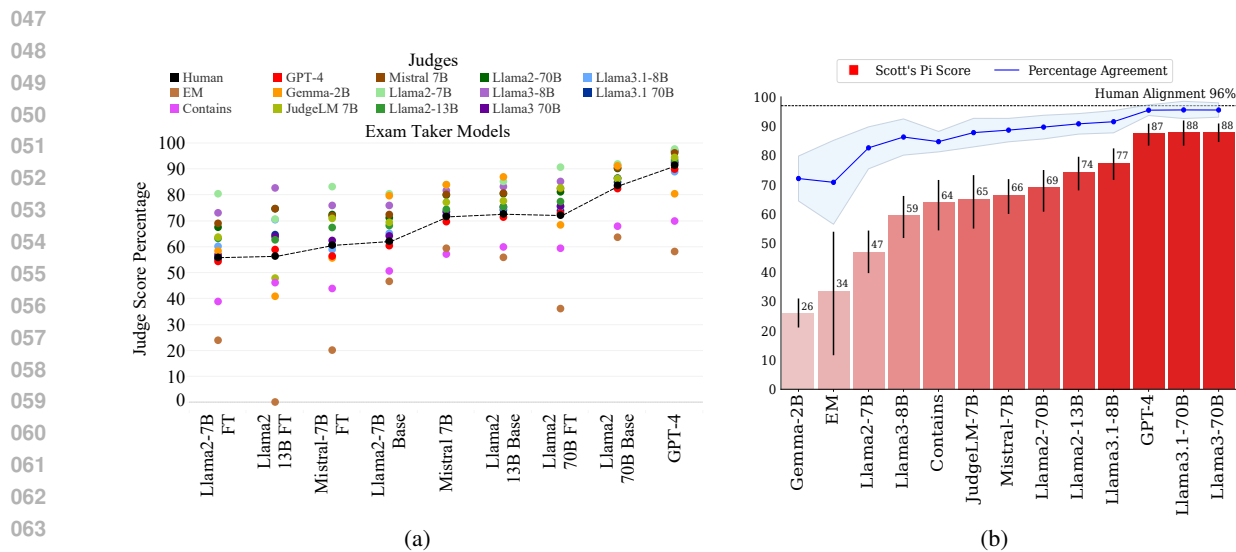 047
048
049
050
051
052
053
054
055
056
057
058
059
060
061
062
063
Judges
Human
EM
Contains
GPT-4
Gemma-2B
JudgeLM 7B
Mistral 7B
Llama2-7B
Llama2-13B
Llama2-70B
Llama3-8B
Llama3 70B
Llama3.1-8B
Llama3.1 70B
Exam Taker Models
Judge Score Percentage
100
90
80
70
60
50
40
30
20
10
0
Llama2-7B
FT
Llama2
13B FT
Mistral-7B
FT
Llama2-7B
Base
Mistral 7B
Llama2
13B Base
Llama2
70B FT
Llama2
70B Base
GPT-4
(a)
Scott's Pi Score
Percentage Agreement
Human Alignment 96%
100
90
80
70
60
50
40
30
20
10
0
26
34
47
59
64
65
66
69
74
77
87
88
88
Gemma-2B
EM
Llama2-7B
Llama3-8B
Contains
JudgeLM-7B
Mistral-7B
Llama2-70B
Llama2-13B
Llama3.1-8B
GPT-4
Llama3.1-70B
Llama3-70B
(b)